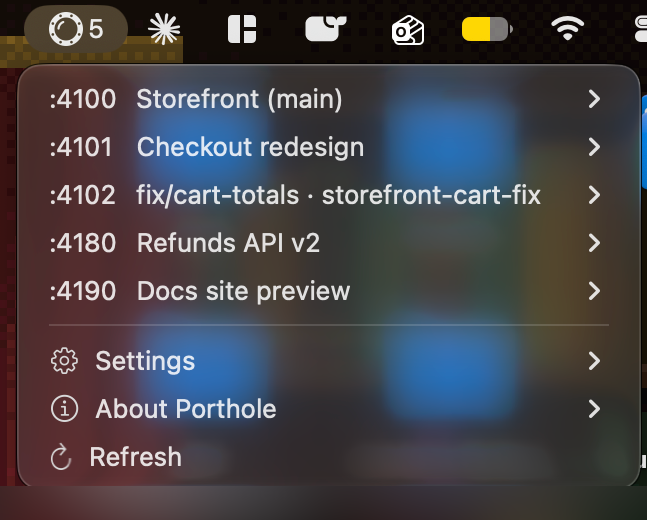 5
:4100 Storefront (main)
:4101 Checkout redesign
:4102 fix/cart-totals · storefront-cart-fix
:4180 Refunds API v2
:4190 Docs site preview
Settings
About Porthole
Refresh